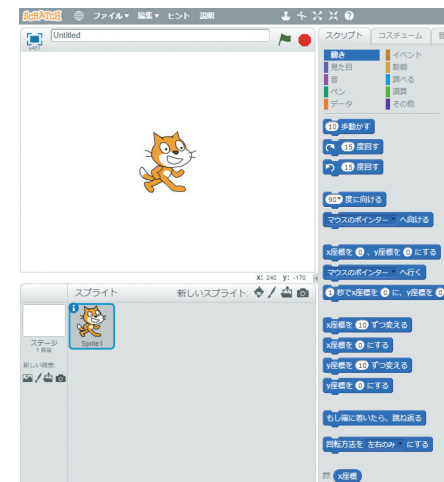 SCRATCH ファイル▼ 編集▼ ヒント 説明
Untitled
v461
X: 240 y: -170
スプライト 新しいスプライト:
ステージ
1 背景
新しい背景:
Sprite1
スクリプト コスチューム 音
動き イベント
見た目 制御
音 調べる
ペン 演算
データ その他
10 歩動かす
15 度回す
15 度回す
90▼ 度に向ける
マウスのポインター▼ へ向ける
x座標を 0 、y座標を 0 にする
マウスのポインター▼ へ行く
1 秒でx座標を 0 に、y座標を 0
x座標を 10 ずつ変える
x座標を 0 にする
y座標を 10 ずつ変える
y座標を 0 にする
もし端に着いたら、跳ね返る
回転方法を 左右のみ▼ にする
x座標